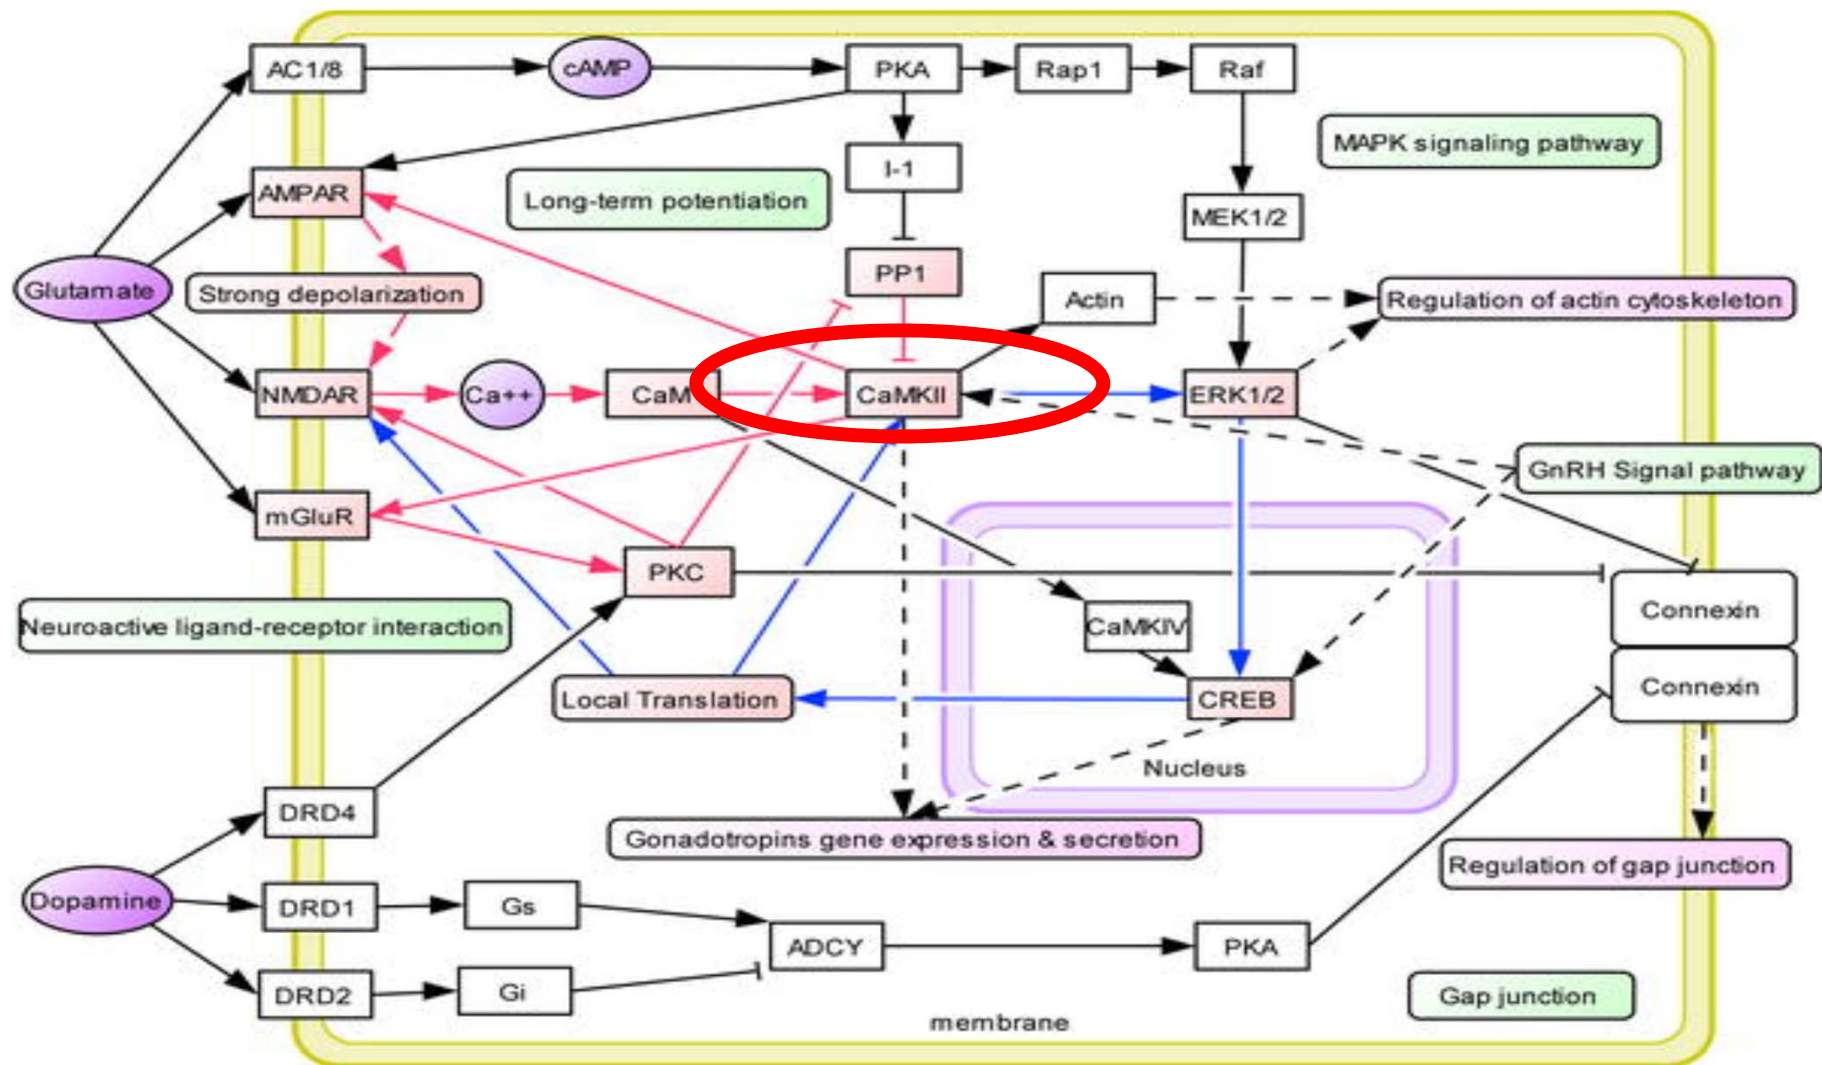 AC1/8
cAMP
PKA
Rap1
Raf
MAPK signaling pathway
I-1
AMPAR
Long-term potentiation
MEK1/2
PP1
Glutamate
Strong depolarization
Actin
Regulation of actin cytoskeleton
NMDAR
Ca++
CaM
CaMKII
ERK1/2
GnRH Signal pathway
mGluR
PKC
Connexin
Neuroactive ligand-receptor interaction
CaMKIV
Connexin
Local Translation
CREB
Nucleus
DRD4
Gonadotropins gene expression & secretion
Regulation of gap junction
Dopamine
DRD1
Gs
ADCY
PKA
DRD2
Gi
Gap junction
membrane